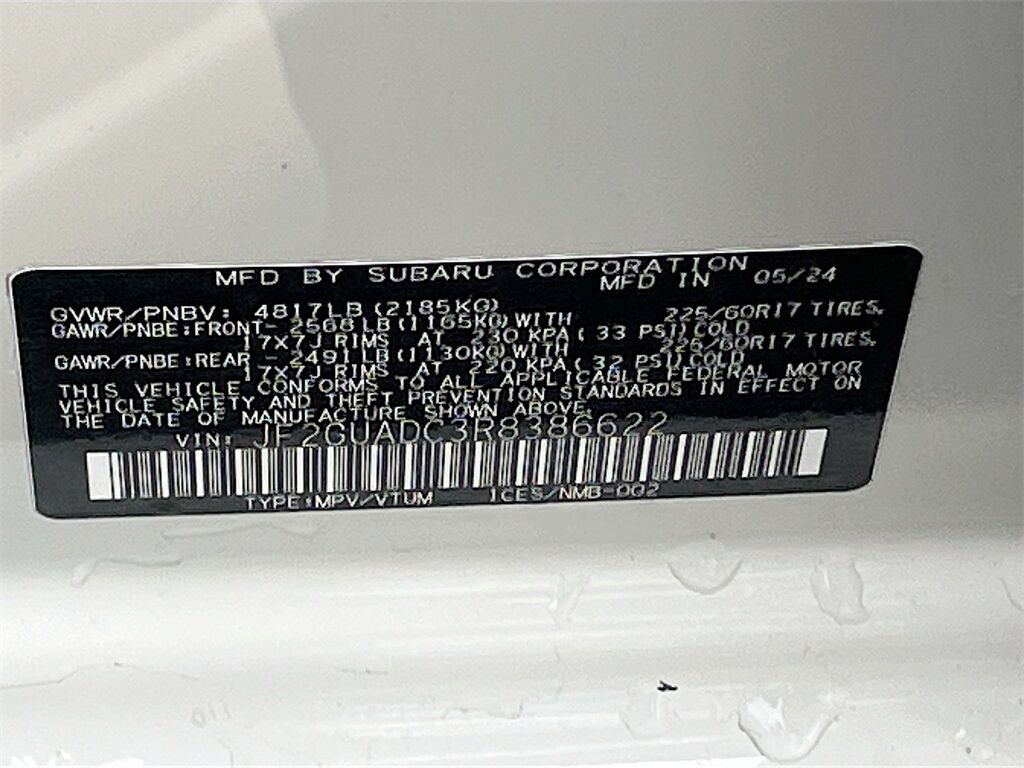 MFD BY SUBARU CORPORATION
MFD IN 05/24
GVWR/PNBV: 4817LB (2185KG)
GAWR/PNBE:FRONT- 2568LB(1165KG)WITH 225/60R17 TIRES.
17X7J RIMS AT 230 KPA( 33 PSI)COLD
GAWR/PNBE:REAR - 2491LB(1130KG)WITH 225/60R17 TIRES.
17X7J RIMS AT 220 KPA( 32 PSI)COLD
THIS VEHICLE CONFORMS TO ALL APPLICABLE FEDERAL MOTOR
VEHICLE SAFETY AND THEFT PREVENTION STANDARDS IN EFFECT ON
THE DATE OF MANUFACTURE SHOWN ABOVE.
VIN: JF2GUADC3R8386622
TYPE:MPV/VTUM ICES/NMB-002